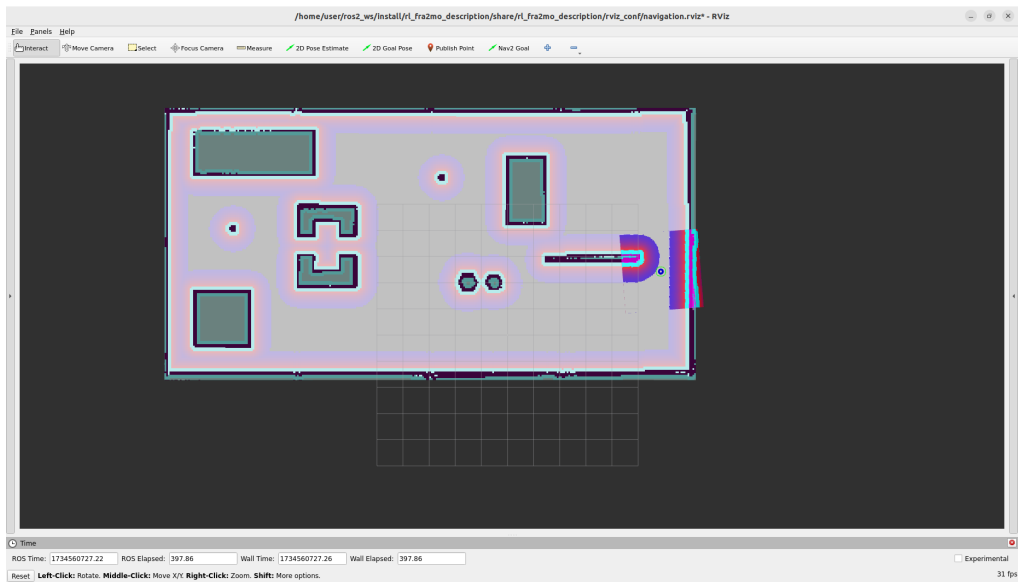 /home/user/ros2_ws/install/rl_fra2mo_description/share/rl_fra2mo_description/rviz_conf/navigation.rviz* - RViz
File Panels Help
Interact Move Camera Select Focus Camera Measure 2D Pose Estimate 2D Goal Pose Publish Point Nav2 Goal
Time
ROS Time: 1734560727.22 ROS Elapsed: 397.86 Wall Time: 1734560727.26 Wall Elapsed: 397.86 Experimental
Reset Left-Click: Rotate. Middle-Click: Move X/Y. Right-Click: Zoom. Shift: More options. 31 fps